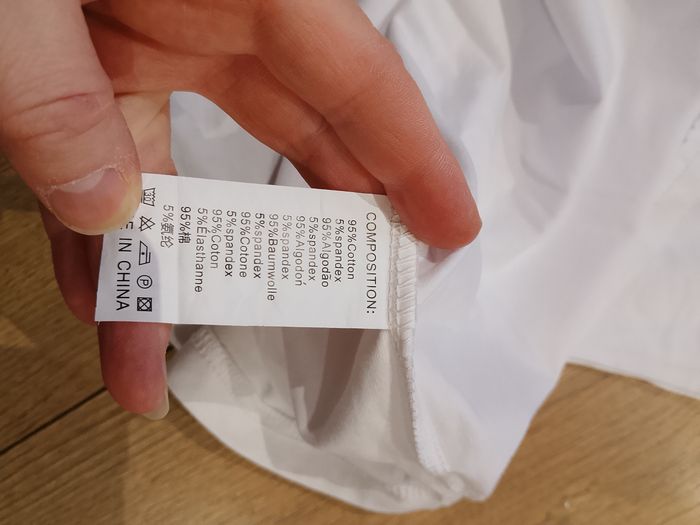 COMPOSITION:
95%Cotton
5%spandex
95%Algodão
5%spandex
95%Algodoń
5%spandex
95%Baumwolle
5%spandex
95%Cotone
5%spandex
95%Coton
5%Elasthanne
95%棉
5%氨纶
P
IN CHINA